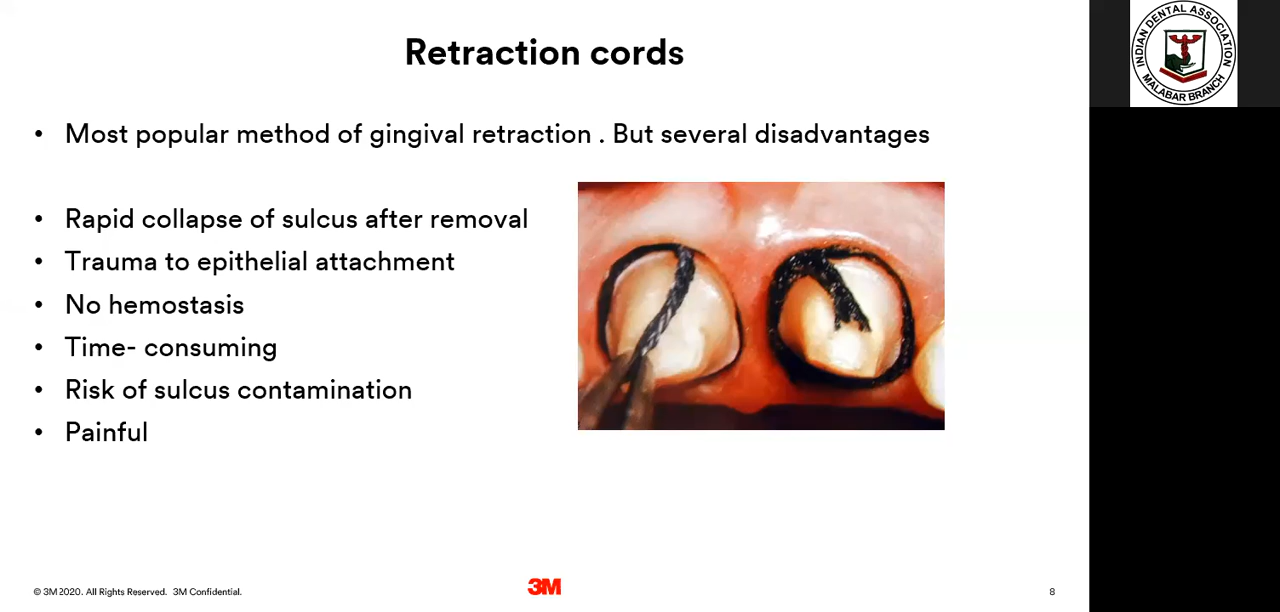 Retraction cords
• Most popular method of gingival retraction . But several disadvantages
• Rapid collapse of sulcus after removal
• Trauma to epithelial attachment
• No hemostasis
• Time- consuming
• Risk of sulcus contamination
• Painful
© 3M 2020. All Rights Reserved. 3M Confidential.
3M
8
INDIAN DENTAL ASSOCIATION
MALABAR BRANCH